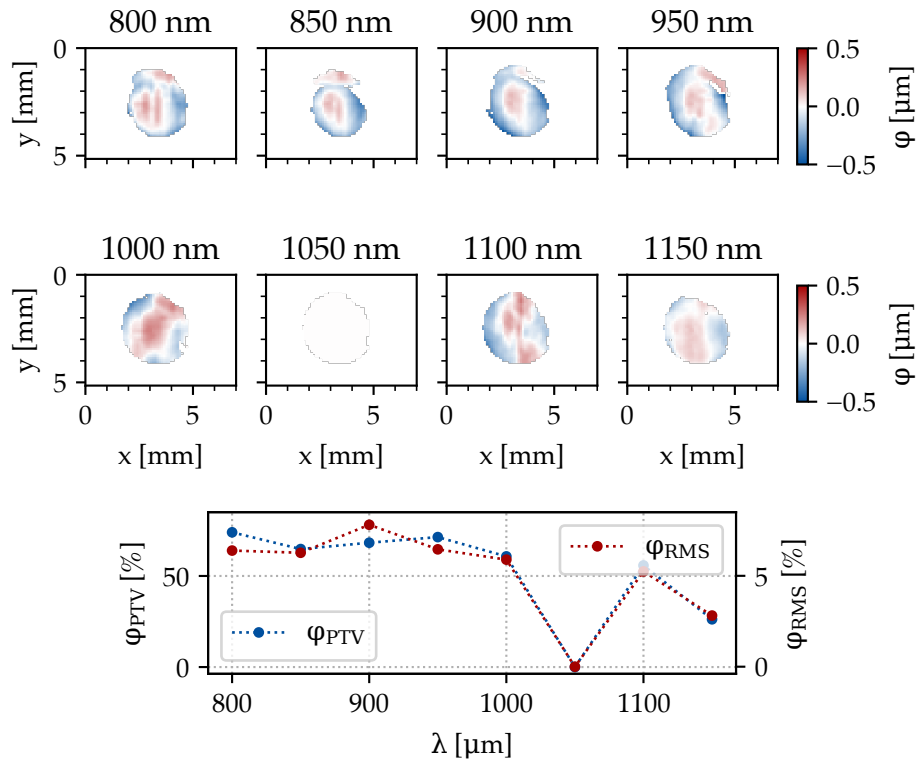 800 nm 850 nm 900 nm 950 nm
0
5
y [mm]
0.5
0.0
−0.5
φ [µm]
1000 nm 1050 nm 1100 nm 1150 nm
0
5
y [mm]
0.5
0.0
−0.5
φ [µm]
0 5 0 5 0 5 0 5
x [mm] x [mm] x [mm] x [mm]
φPTV [%]
50
0
φPTV
φRMS
5
0
φRMS [%]
800 900 1000 1100
λ [µm]